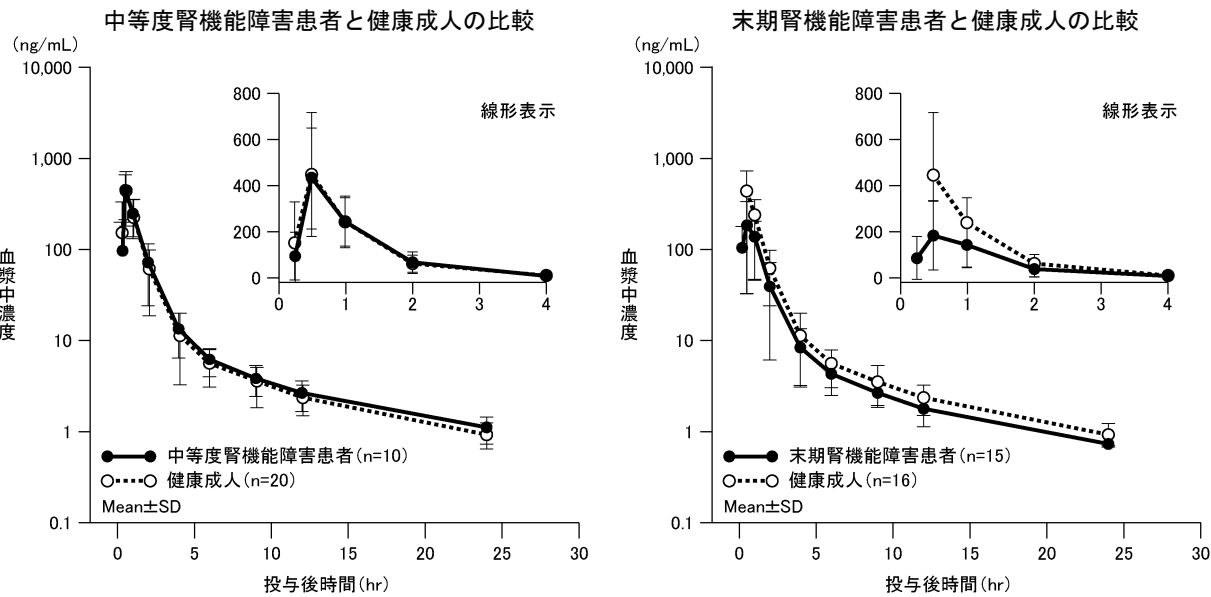 中等度腎機能障害患者と健康成人の比較
(ng/mL)
10,000
1,000
100
10
1
0.1
血漿中濃度
800
600
400
200
0
線形表示
0 1 2 3 4
中等度腎機能障害患者(n=10)
健康成人(n=20)
Mean±SD
0 5 10 15 20 25 30
投与後時間(hr)
末期腎機能障害患者と健康成人の比較
(ng/mL)
10,000
1,000
100
10
1
0.1
血漿中濃度
800
600
400
200
0
線形表示
0 1 2 3 4
末期腎機能障害患者(n=15)
健康成人(n=16)
Mean±SD
0 5 10 15 20 25 30
投与後時間(hr)